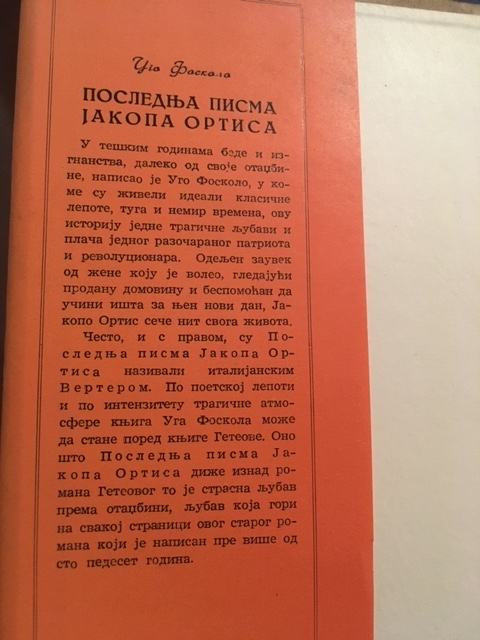 Уго Фосколо
ПОСЛЕДЊА ПИСМА
ЈАКОПА ОРТИСА
У тешким годинама беде и из-
гнанства, далеко од своје отаџби-
не, написао је Уго Фосколо, у ко-
ме су живели идеали класичне
лепоте, туга и немир времена, ову
историју једне трагичне љубави и
плача једног разочараног патриота
и револуционара. Одељен заувек
од жене коју је волео, гледајући
продану домовину и беспомоћан да
учини ишта за њен нови дан, Ја-
копо Ортис сече нит свога живота.
Често, и с правом, су По-
следња писма Јакопа Ор-
тиса називали италијанским
Вертером. По поетској лепоти
и по интензитету трагичне атмо-
сфере књига Уга Фоскола може
да стане поред књиге Гетеове. Оно
што Последња писма Ја-
копа Ортиса диже изнад ро-
мана Гетеовог то је страсна љубав
према отаџбини, љубав која гори
на свакој страници овог старог ро-
мана који је написан пре више од
сто педесет година.